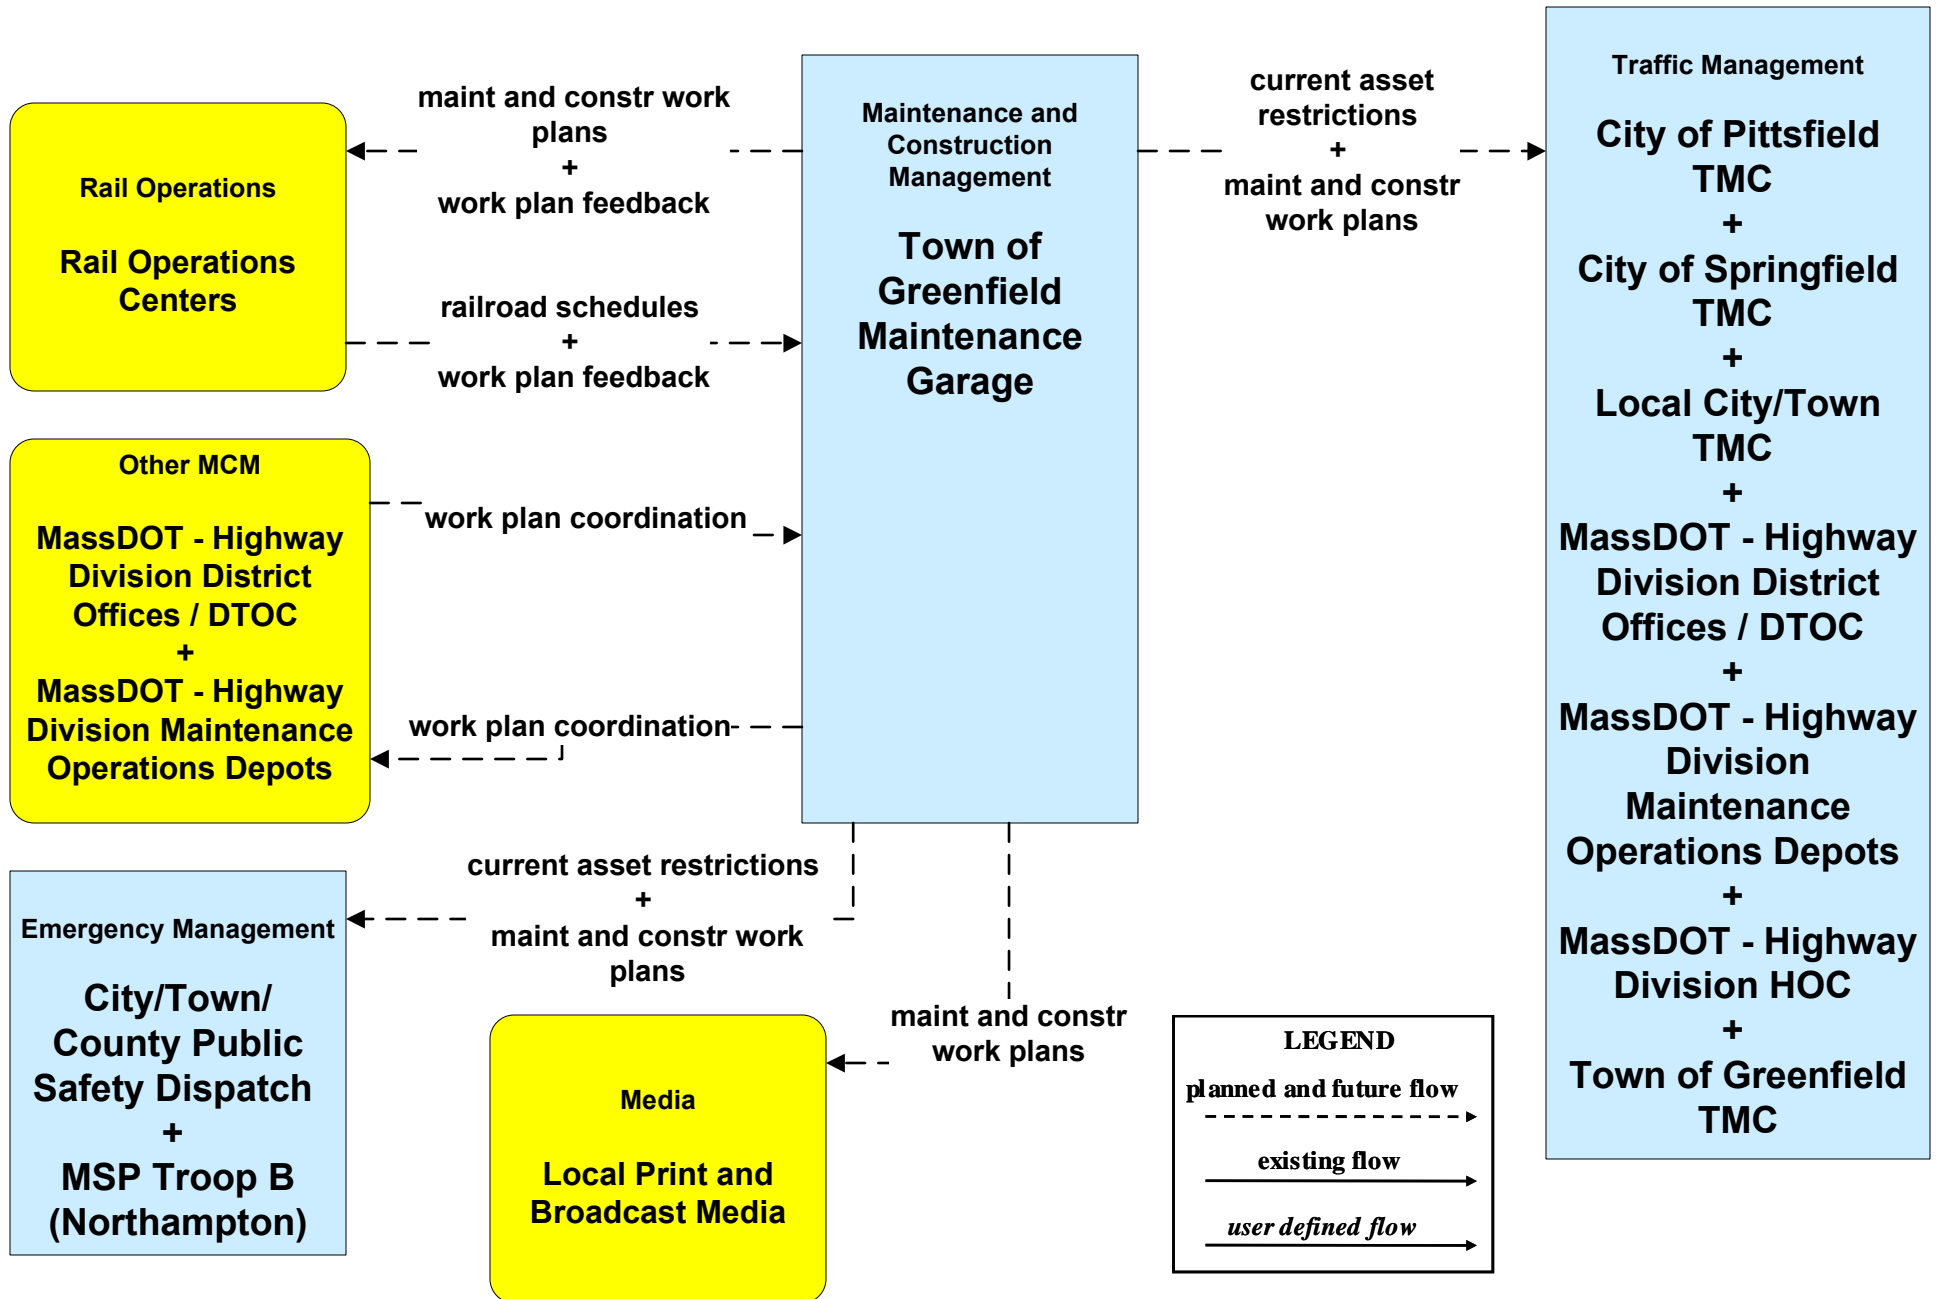 Rail Operations
Rail Operations
Centers
maint and constr work
plans
+
work plan feedback
railroad schedules
+
work plan feedback
Maintenance and
Construction
Management
Town of
Greenfield
Maintenance
Garage
current asset
restrictions
+
maint and constr
work plans
Traffic Management
City of Pittsfield
TMC
+
City of Springfield
TMC
+
Local City/Town
TMC
+
MassDOT - Highway
Division District
Offices / DTOC
+
MassDOT - Highway
Division
Maintenance
Operations Depots
+
MassDOT - Highway
Division HOC
+
Town of Greenfield
TMC
Other MCM
MassDOT - Highway
Division District
Offices / DTOC
+
MassDOT - Highway
Division Maintenance
Operations Depots
work plan coordination
work plan coordination
Emergency Management
City/Town/
County Public
Safety Dispatch
+
MSP Troop B
(Northampton)
current asset restrictions
+
maint and constr work
plans
Media
Local Print and
Broadcast Media
maint and constr
work plans
LEGEND
planned and future flow
existing flow
user defined flow